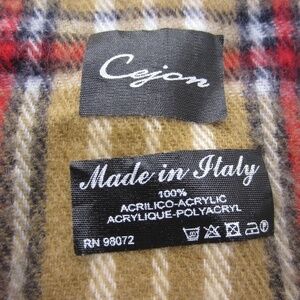 Cejon
Made in Italy
100%
ACRILICO-ACRYLIC
ACRYLIQUE-POLYACRYL
RN 98072